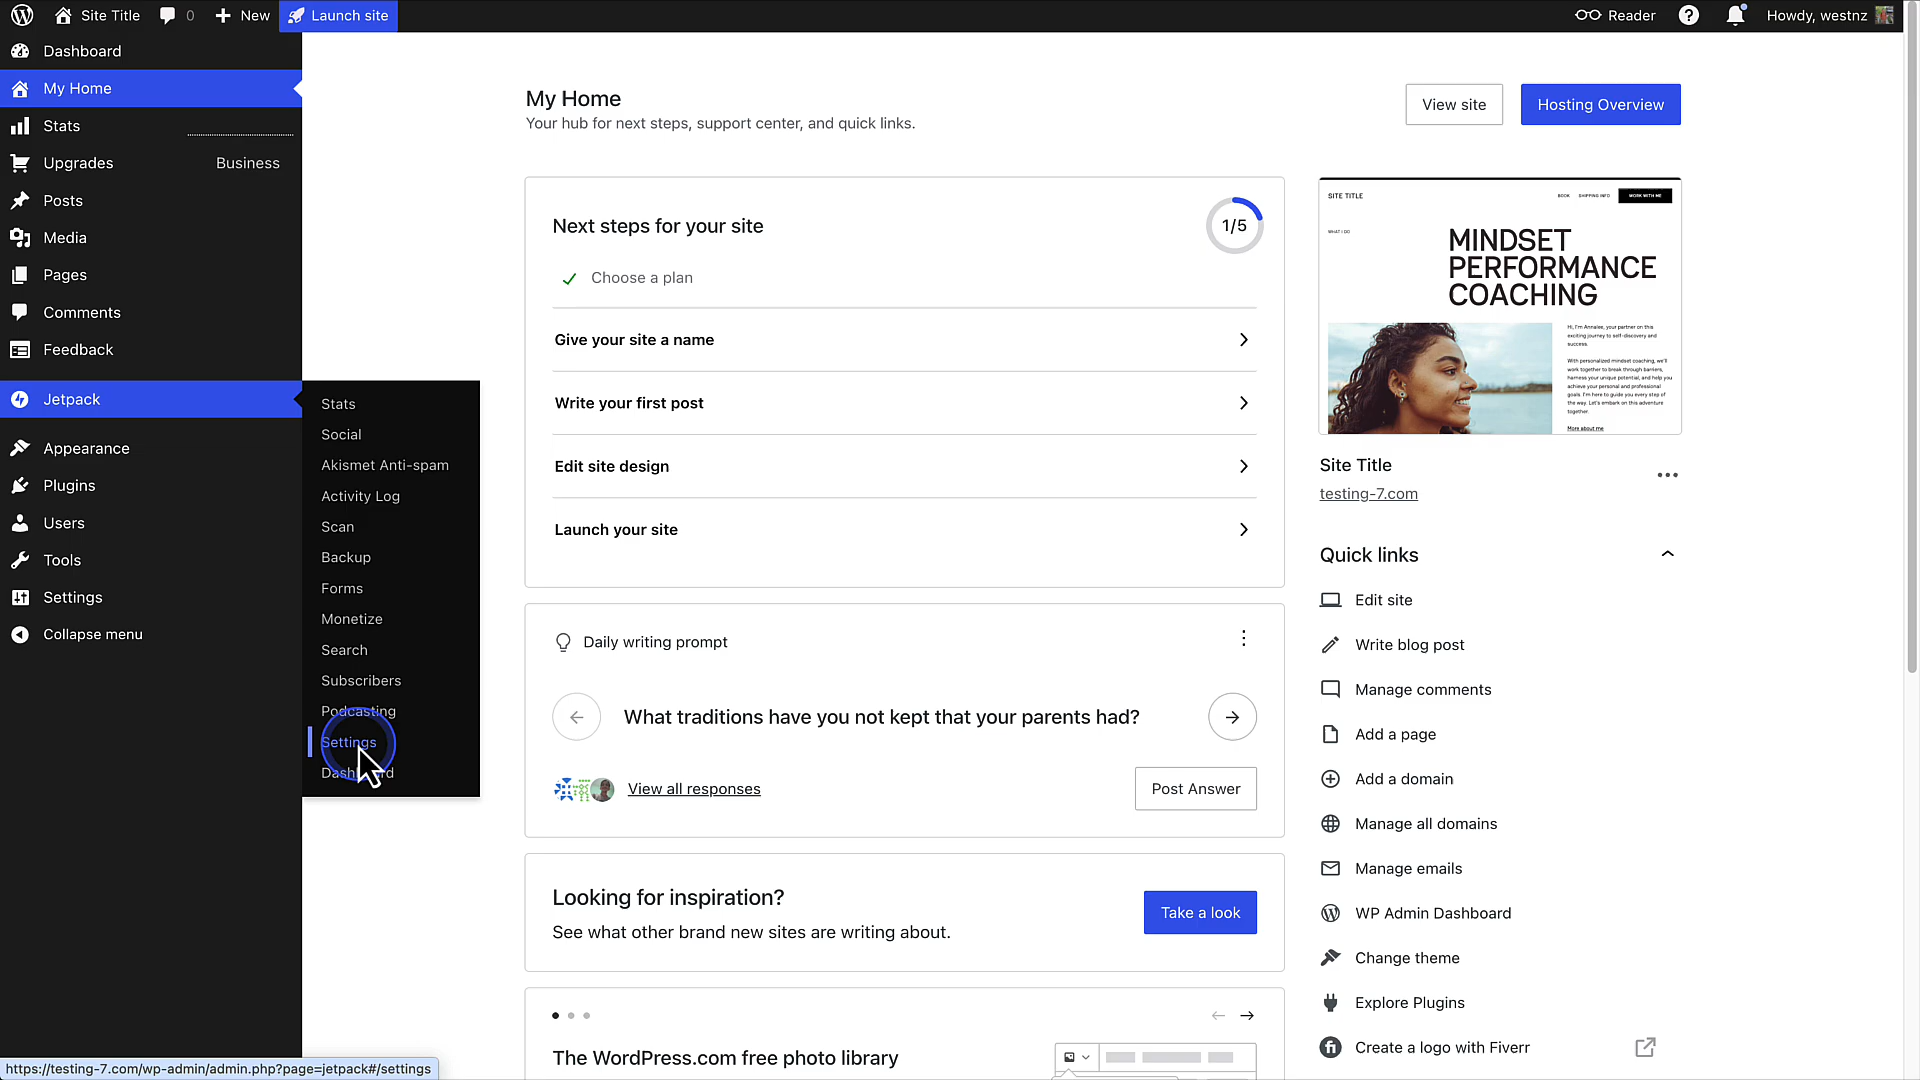 Site Title
0
New
Launch site
Reader
Howdy, westnz
Dashboard
My Home
Stats
Upgrades
Business
Posts
Media
Pages
Comments
Feedback
Jetpack
Appearance
Plugins
Users
Tools
Settings
Collapse menu
Stats
Social
Akismet Anti-spam
Activity Log
Scan
Backup
Forms
Monetize
Search
Subscribers
Podcasting
Settings
Dashboard
My Home
Your hub for next steps, support center, and quick links.
View site
Hosting Overview
Next steps for your site
1/5
Choose a plan
Give your site a name
Write your first post
Edit site design
Launch your site
Daily writing prompt
What traditions have you not kept that your parents had?
View all responses
Post Answer
Looking for inspiration?
See what other brand new sites are writing about.
Take a look
The WordPress.com free photo library
SITE TITLE
BOOK
SHIPPING INFO
WORK WITH ME
WHAT I DO
MINDSET
PERFORMANCE
COACHING
Hi, I'm Annalee, your partner on this
exciting journey to self-discovery and
success.
With personalized mindset coaching, we'll
work together to break through barriers,
harness your unique potential, and help you
achieve your personal and professional
goals. I'm here to guide you every step of
the way. Let's embark on this adventure
together.
More about me
Site Title
testing-7.com
Quick links
Edit site
Write blog post
Manage comments
Add a page
Add a domain
Manage all domains
Manage emails
WP Admin Dashboard
Change theme
Explore Plugins
Create a logo with Fiverr
https://testing-7.com/wp-admin/admin.php?page=jetpack#/settings